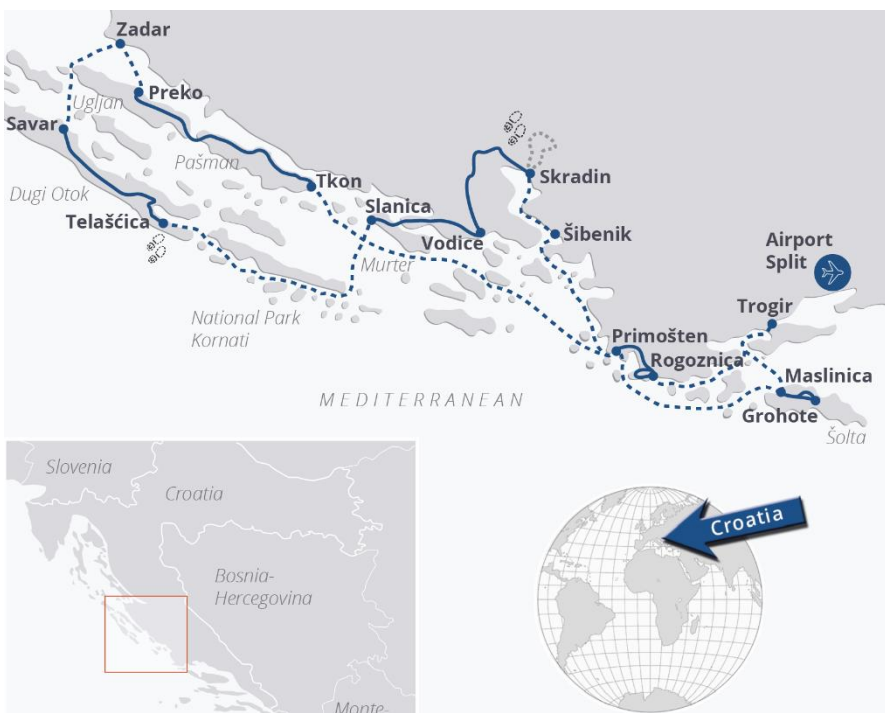 Zadar
Preko
Ugljan
Savar
Pašman
Skradin
Tkon
Dugi Otok
Slanica
Telašćica
Vodice
Šibenik
Airport
Split
Murter
Trogir
National Park
Kornati
Primošten
Rogoznica
Maslinica
MEDITERRANEAN
Grohote
Šolta
Slovenia
Croatia
Croatia
Bosnia-
Hercegovina
Monte-